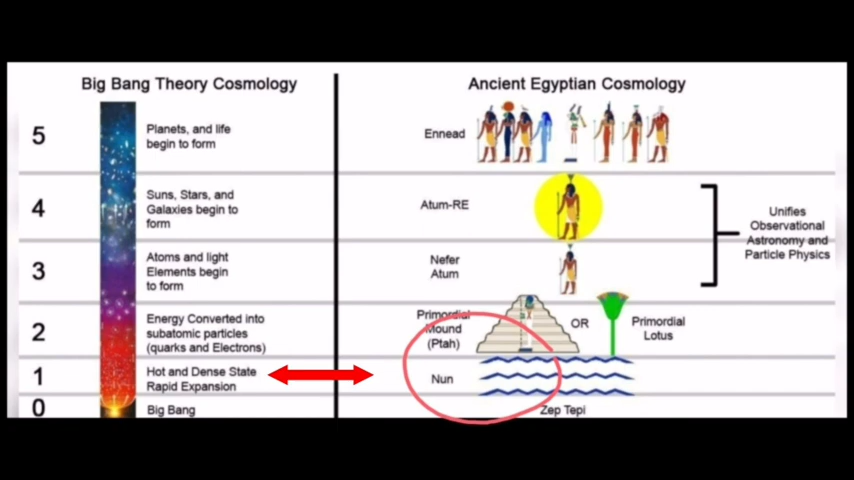 Big Bang Theory Cosmology
Ancient Egyptian Cosmology
5
Planets, and life
begin to form
Ennead
4
Suns, Stars, and
Galaxies begin to
form
Atum-RE
Unifies
Observational
Astronomy and
Particle Physics
3
Atoms and light
Elements begin
to form
Nefer
Atum
2
Energy Converted into
subatomic particles
(quarks and Electrons)
Primordial
Mound
(Ptah)
OR
Primordial
Lotus
1
Hot and Dense State
Rapid Expansion
Nun
0
Big Bang
Zep Tepi